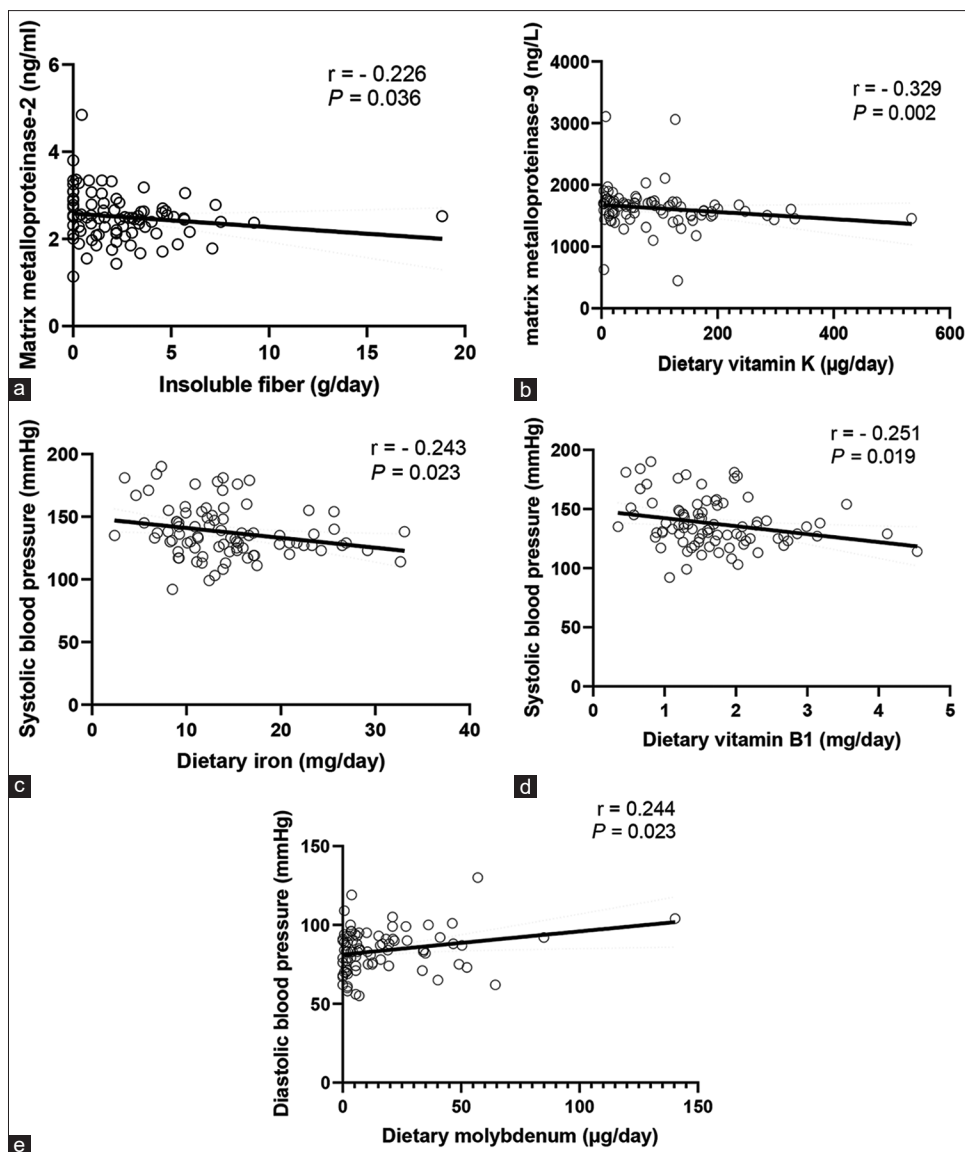 Matrix metalloproteinase-2 (ng/ml)
6
4
2
0
r = - 0.226
P = 0.036
0 5 10 15 20
Insoluble fiber (g/day)
a
matrix metalloproteinase-9 (ng/L)
4000
3000
2000
1000
0
r = - 0.329
P = 0.002
0 200 400 600
Dietary vitamin K (µg/day)
b
Systolic blood pressure (mmHg)
200
150
100
50
0
r = - 0.243
P = 0.023
0 10 20 30 40
Dietary iron (mg/day)
c
Systolic blood pressure (mmHg)
200
150
100
50
0
r = - 0.251
P = 0.019
0 1 2 3 4 5
Dietary vitamin B1 (mg/day)
d
Diastolic blood pressure (mmHg)
150
100
50
0
r = 0.244
P = 0.023
0 50 100 150
Dietary molybdenum (µg/day)
e